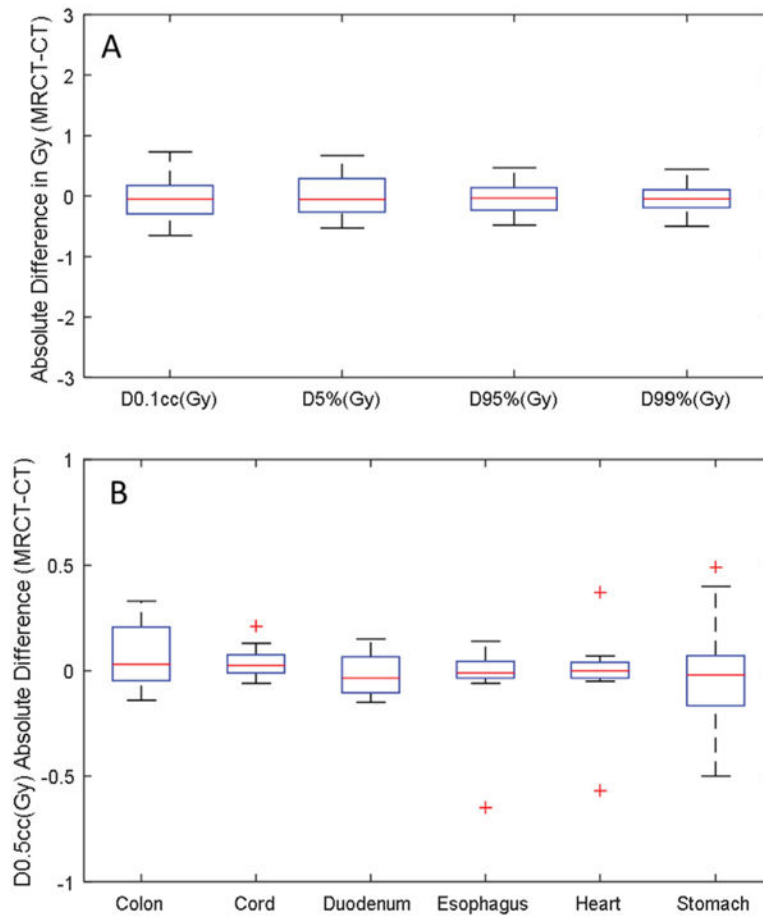 A
Absolute Difference in Gy (MRCT-CT)
3
2
1
0
-1
-2
-3
D0.1cc(Gy) D5%(Gy) D95%(Gy) D99%(Gy)
B
D0.5cc(Gy) Absolute Difference (MRCT-CT)
1
0.5
0
-0.5
-1
Colon Cord Duodenum Esophagus Heart Stomach